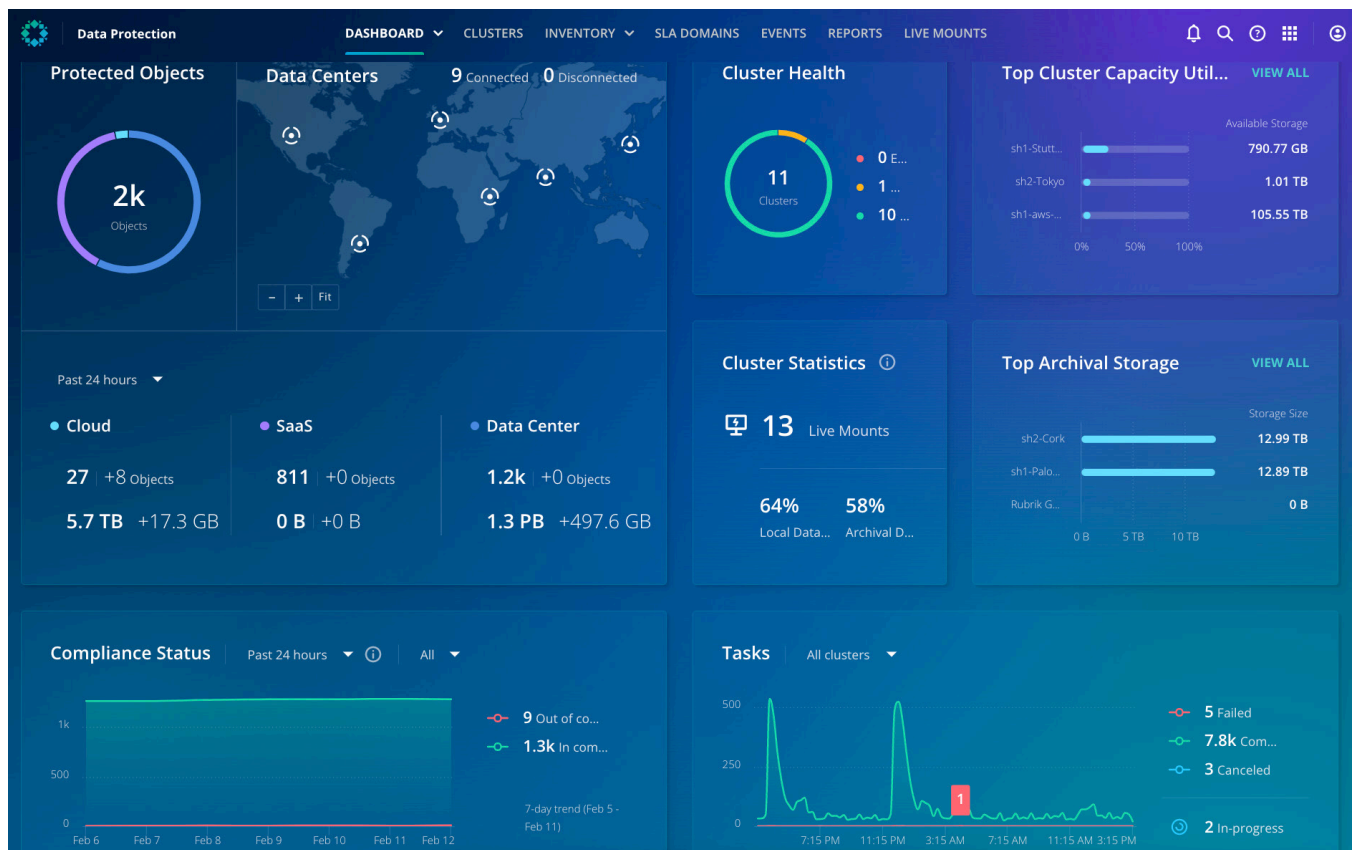 Data Protection
DASHBOARD
CLUSTERS
INVENTORY
SLA DOMAINS
EVENTS
REPORTS
LIVE MOUNTS
Protected Objects
2k
Objects
Data Centers
9 Connected 0 Disconnected
- + Fit
Past 24 hours
Cloud
27 +8 Objects
5.7 TB +17.3 GB
SaaS
811 +0 Objects
0 B +0 B
Data Center
1.2k +0 Objects
1.3 PB +497.6 GB
Cluster Health
11
Clusters
0 E...
1 ...
10 ...
Top Cluster Capacity Util...
VIEW ALL
Available Storage
sh1-Stutt... 790.77 GB
sh2-Tokyo 1.01 TB
sh1-aws-... 105.55 TB
0% 50% 100%
Cluster Statistics
13 Live Mounts
64%
Local Data...
58%
Archival D...
Top Archival Storage
VIEW ALL
Storage Size
sh2-Cork 12.99 TB
sh1-Palo... 12.89 TB
Rubrik G... 0 B
0 B 5 TB 10 TB
Compliance Status
Past 24 hours
All
1k
500
0
Feb 6 Feb 7 Feb 8 Feb 9 Feb 10 Feb 11 Feb 12
9 Out of co...
1.3k In com...
7-day trend (Feb 5 -
Feb 11)
Tasks
All clusters
500
250
0
1
7:15 PM 11:15 PM 3:15 AM 7:15 AM 11:15 AM 3:15 PM
5 Failed
7.8k Com...
3 Canceled
2 In-progress